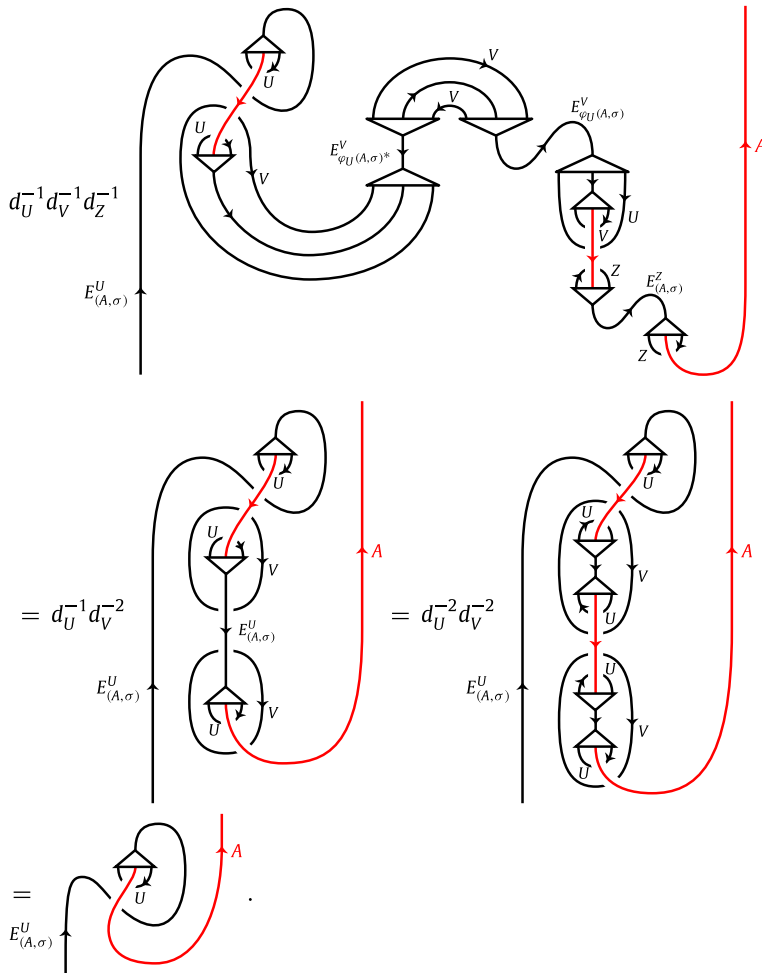 U
V
V
A
E^V_{φ_U(A,σ)}
U
E^V_{φ_U(A,σ)*}
V
d_U^{-1} d_V^{-1} d_Z^{-1}
U
V
Z
E^Z_{(A,σ)}
E^U_{(A,σ)}
Z
U
U
U
U
A
A
V
V
= d_U^{-1} d_V^{-2}
E^U_{(A,σ)}
= d_U^{-2} d_V^{-2}
U
E^U_{(A,σ)}
U
E^U_{(A,σ)}
V
V
U
U
A
=
U
.
E^U_{(A,σ)}